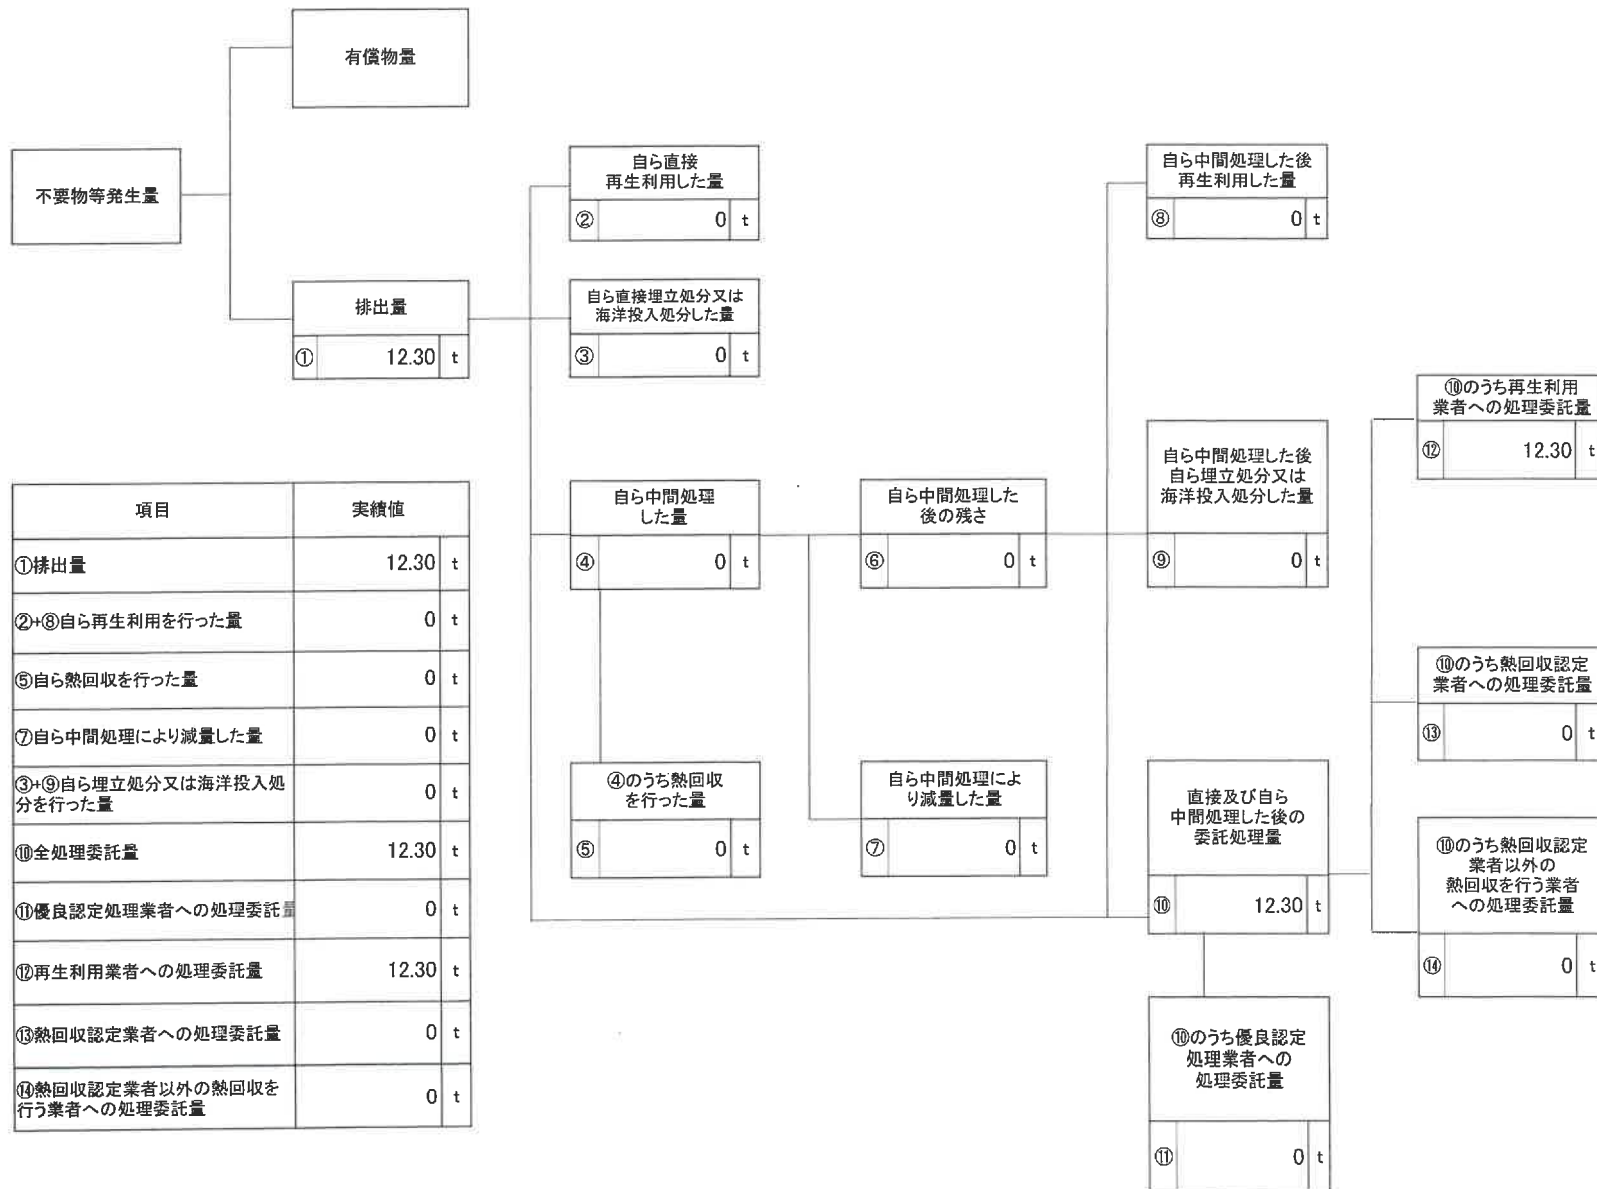 有償物量
不要物等発生量
排出量
① 12.30 t
自ら直接
再生利用した量
② 0 t
自ら直接埋立処分又は
海洋投入処分した量
③ 0 t
自ら中間処理
した量
④ 0 t
④のうち熱回収
を行った量
⑤ 0 t
自ら中間処理した
後の残さ
⑥ 0 t
自ら中間処理によ
り減量した量
⑦ 0 t
自ら中間処理した後
再生利用した量
⑧ 0 t
自ら中間処理した後
自ら埋立処分又は
海洋投入処分した量
⑨ 0 t
直接及び自ら
中間処理した後の
委託処理量
⑩ 12.30 t
⑩のうち優良認定
処理業者への
処理委託量
⑪ 0 t
⑩のうち再生利用
業者への処理委託量
⑫ 12.30 t
⑩のうち熱回収認定
業者への処理委託量
⑬ 0 t
⑩のうち熱回収認定
業者以外の
熱回収を行う業者
への処理委託量
⑭ 0 t
項目 実績値
①排出量 12.30 t
②+⑧自ら再生利用を行った量 0 t
⑤自ら熱回収を行った量 0 t
⑦自ら中間処理により減量した量 0 t
③+⑨自ら埋立処分又は海洋投入処
分を行った量 0 t
⑩全処理委託量 12.30 t
⑪優良認定処理業者への処理委託量 0 t
⑫再生利用業者への処理委託量 12.30 t
⑬熱回収認定業者への処理委託量 0 t
⑭熱回収認定業者以外の熱回収を
行う業者への処理委託量 0 t